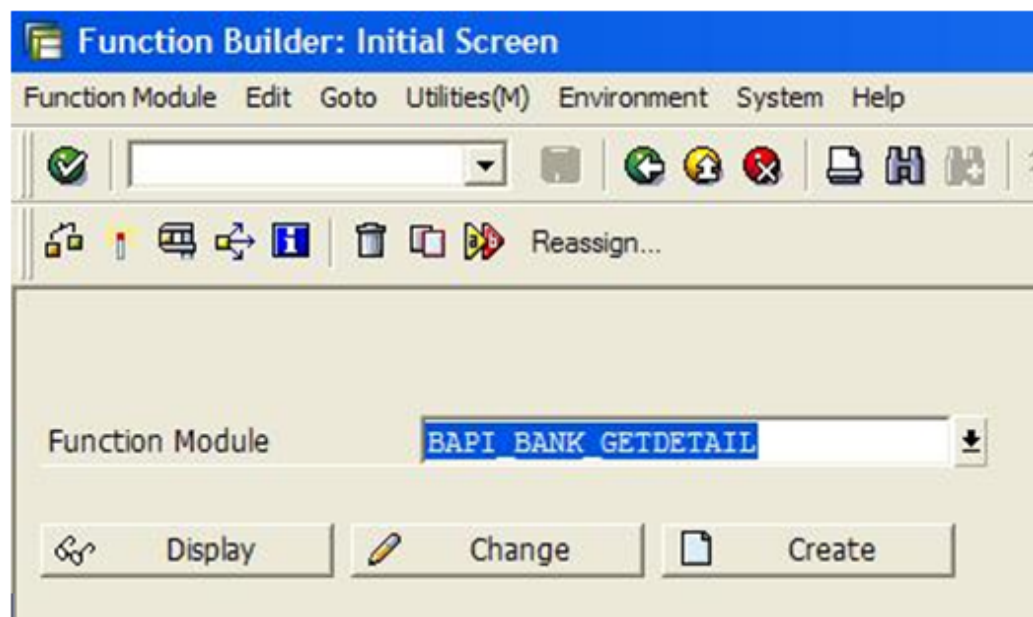 Function Builder: Initial Screen
Function Module Edit Goto Utilities(M) Environment System Help
Reassign...
Function Module BAPI_BANK_GETDETAIL
Display Change Create